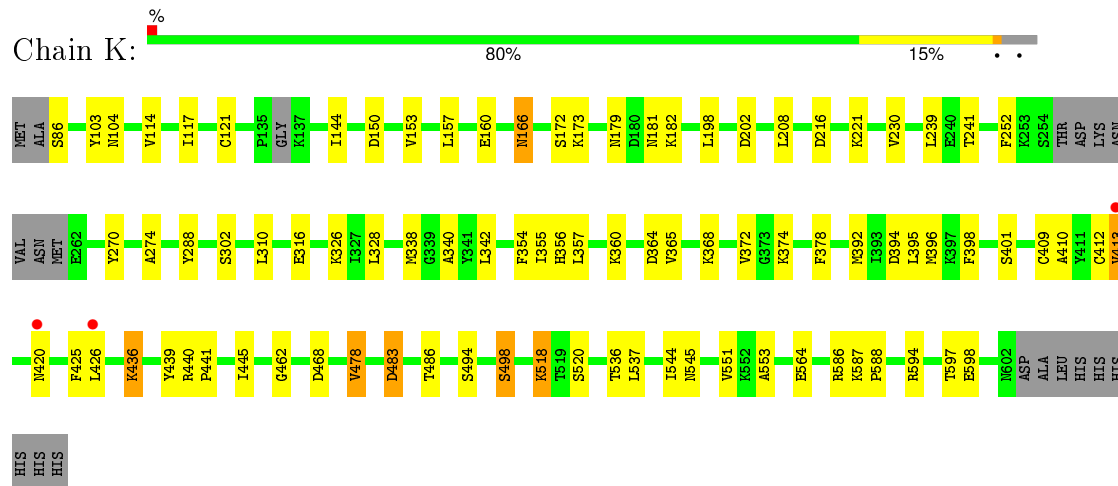 %
Chain K:
80% 15% • •
MET ALA S86 Y103 N104 V114 I117 C121 P135 GLY K137 I144 D150 V153 L157 E160 N166 S172 K173 N179 D180 N181 K182 L198 D202 L208 D216 K221 V230 L239 E240 T241 F252 K253 S254 THR ASP LYS ASN
VAL ASN MET E262 Y270 A274 Y288 S302 L310 E316 K326 I327 L328 M338 G339 A340 Y341 L342 F354 I355 H356 L357 K360 D364 V365 K368 V372 G373 K374 F378 M392 I393 D394 L395 M396 K397 F398 S401 C409 A410 Y411 C412 V413
N420 F425 L426 K436 Y439 R440 P441 I445 G462 D468 V478 D483 T486 S494 S498 K518 T519 S520 T536 L537 I544 N545 V551 K552 A553 E564 R586 K587 P588 R594 T597 E598 N602 ASP ALA LEU HIS HIS HIS
HIS HIS HIS